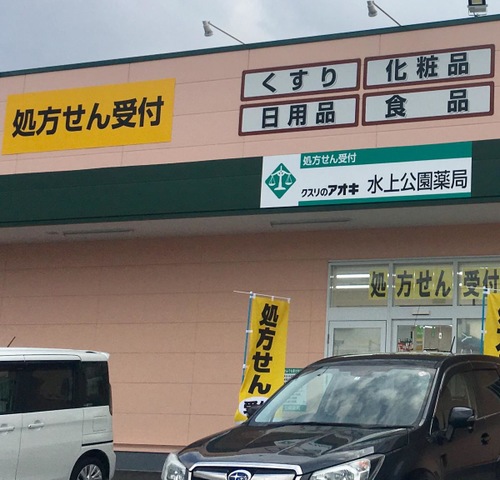 処方せん受付
くすり
化粧品
日用品
食品
処方せん受付
クスリのアオキ 水上公園薬局
処方せん受付
処方せん
受付